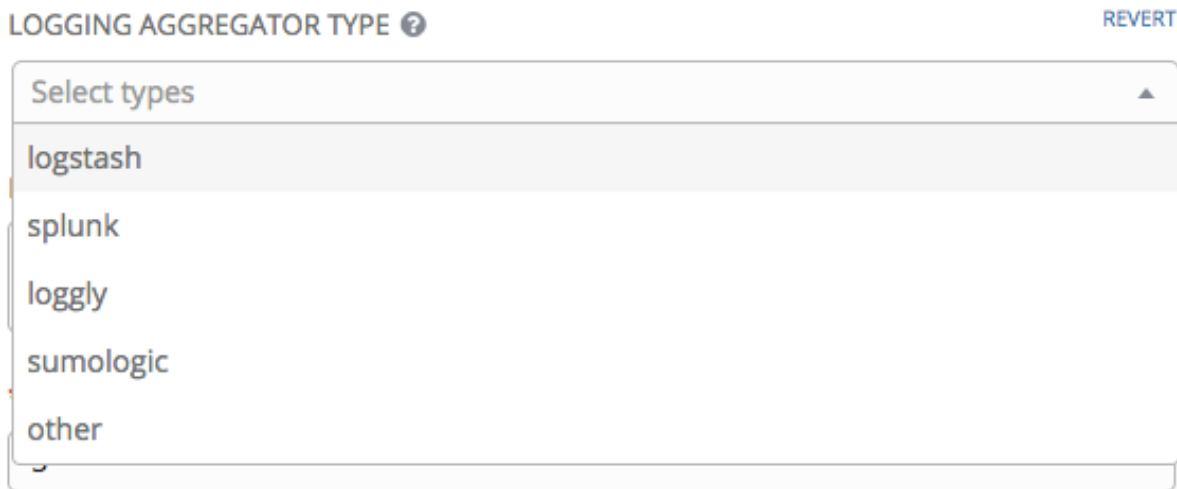 LOGGING AGGREGATOR TYPE
REVERT
Select types
logstash
splunk
loggly
sumologic
other